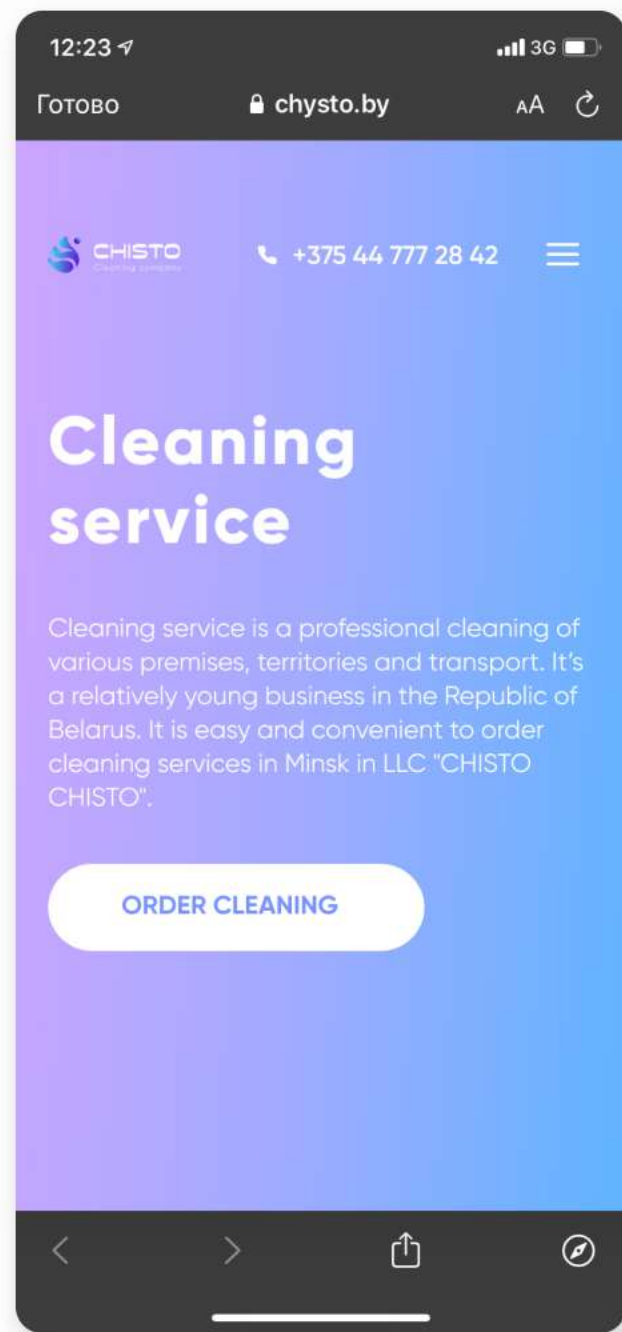 12:23 3G
Готово chysto.by AA
CHISTO +375 44 777 28 42
Cleaning company
Cleaning
service
Cleaning service is a professional cleaning of
various premises, territories and transport. It’s
a relatively young business in the Republic of
Belarus. It is easy and convenient to order
cleaning services in Minsk in LLC "CHISTO
CHISTO".
ORDER CLEANING